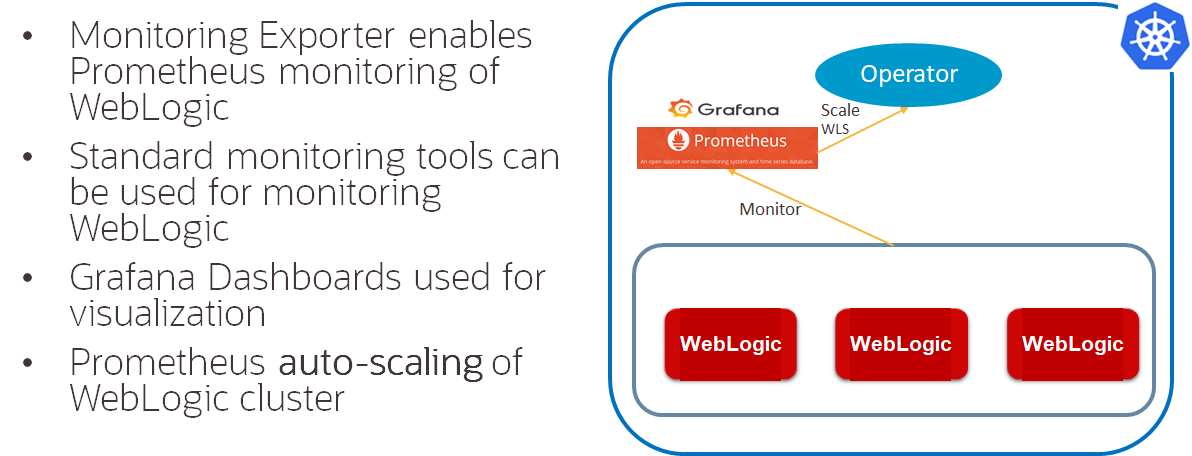 • Monitoring Exporter enables
Prometheus monitoring of
WebLogic
• Standard monitoring tools can
be used for monitoring
WebLogic
• Grafana Dashboards used for
visualization
• Prometheus auto-scaling of
WebLogic cluster
Operator
Grafana
Scale
WLS
Prometheus
An open-source service monitoring system and time series database.
Monitor
WebLogic
WebLogic
WebLogic